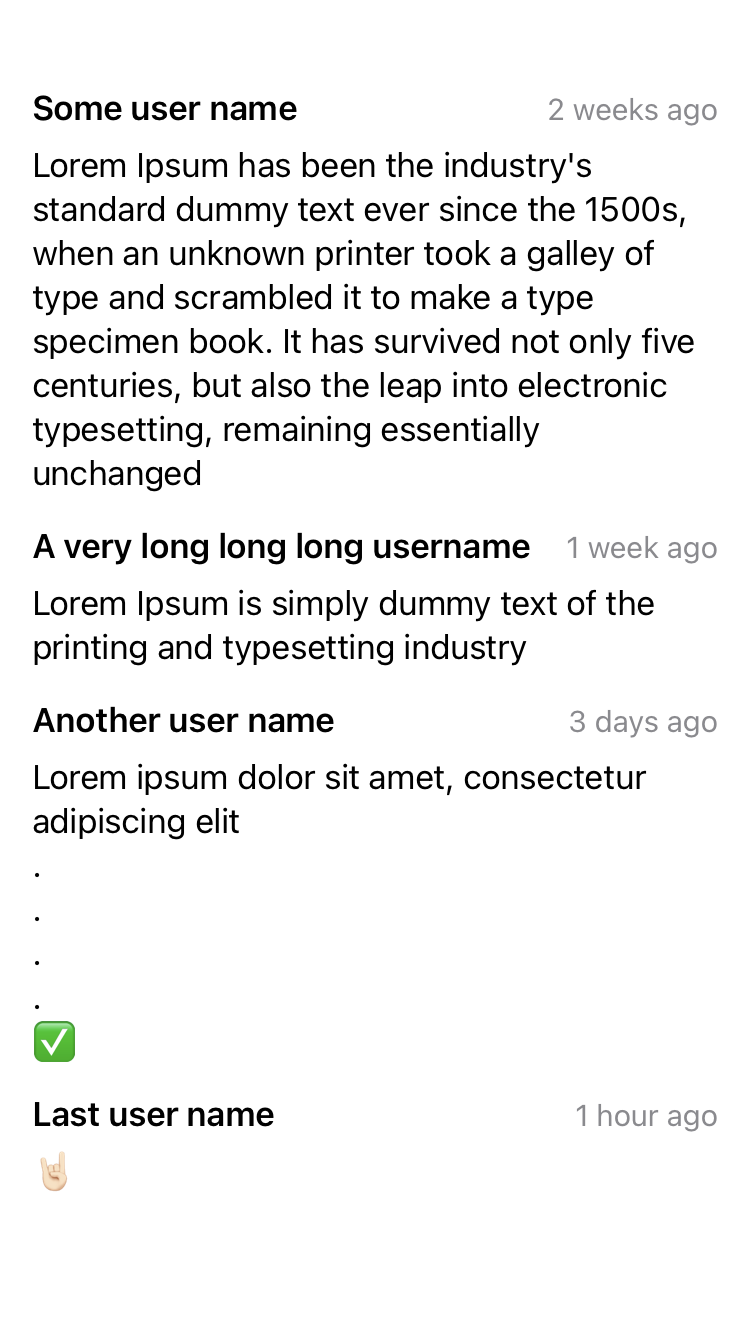 Some user name 2 weeks ago
Lorem Ipsum has been the industry's
standard dummy text ever since the 1500s,
when an unknown printer took a galley of
type and scrambled it to make a type
specimen book. It has survived not only five
centuries, but also the leap into electronic
typesetting, remaining essentially
unchanged
A very long long long username 1 week ago
Lorem Ipsum is simply dummy text of the
printing and typesetting industry
Another user name 3 days ago
Lorem ipsum dolor sit amet, consectetur
adipiscing elit
.
.
.
.
✅
Last user name 1 hour ago
🤘🏻